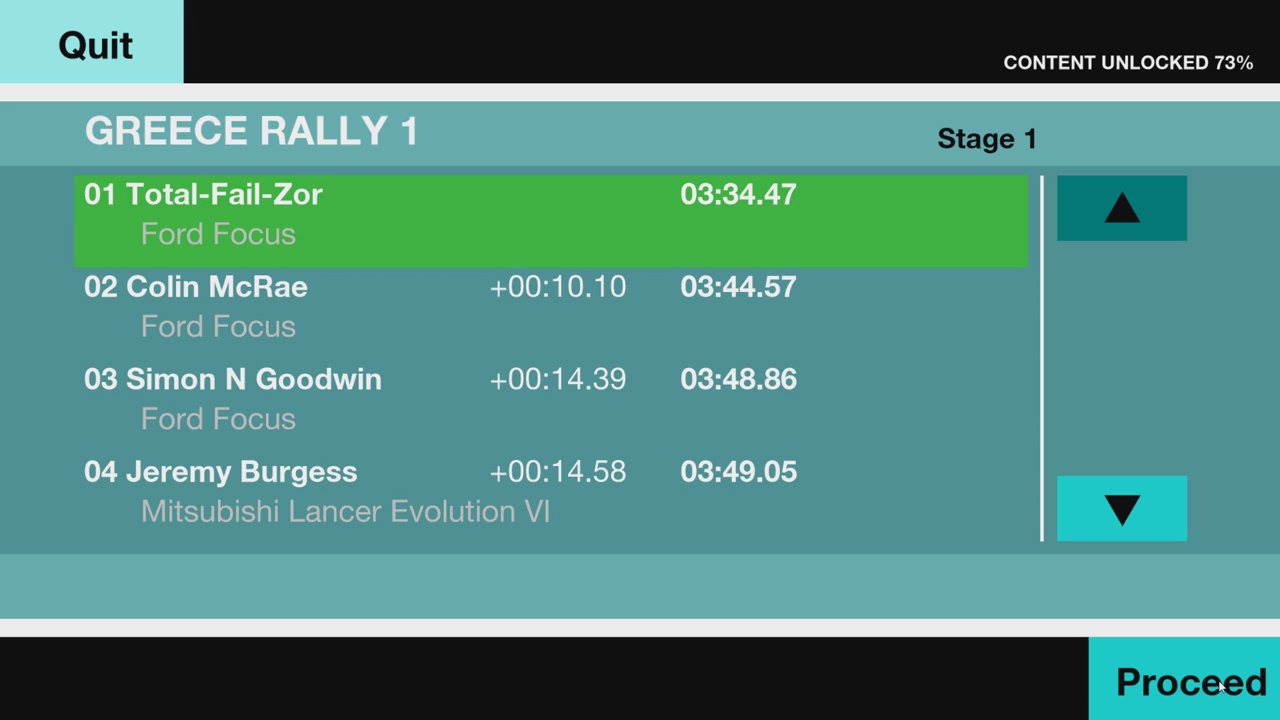 Quit
CONTENT UNLOCKED 73%
GREECE RALLY 1
Stage 1
01 Total-Fail-Zor 03:34.47
Ford Focus
02 Colin McRae +00:10.10 03:44.57
Ford Focus
03 Simon N Goodwin +00:14.39 03:48.86
Ford Focus
04 Jeremy Burgess +00:14.58 03:49.05
Mitsubishi Lancer Evolution VI
Proceed